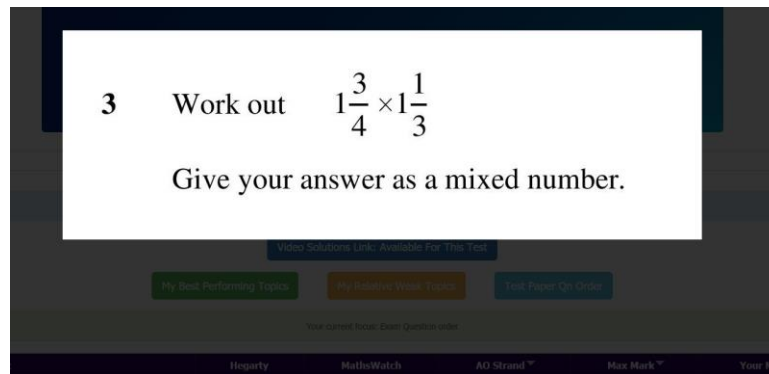 3 Work out 1 3/4 × 1 1/3
Give your answer as a mixed number.
Video Solutions Link: Available For This Test
My Best Performing Topics My Relative Weak Topics Test Paper Qn Order
Your current focus: Exam Question order
Hegarty MathsWatch AO Strand Max Mark Your